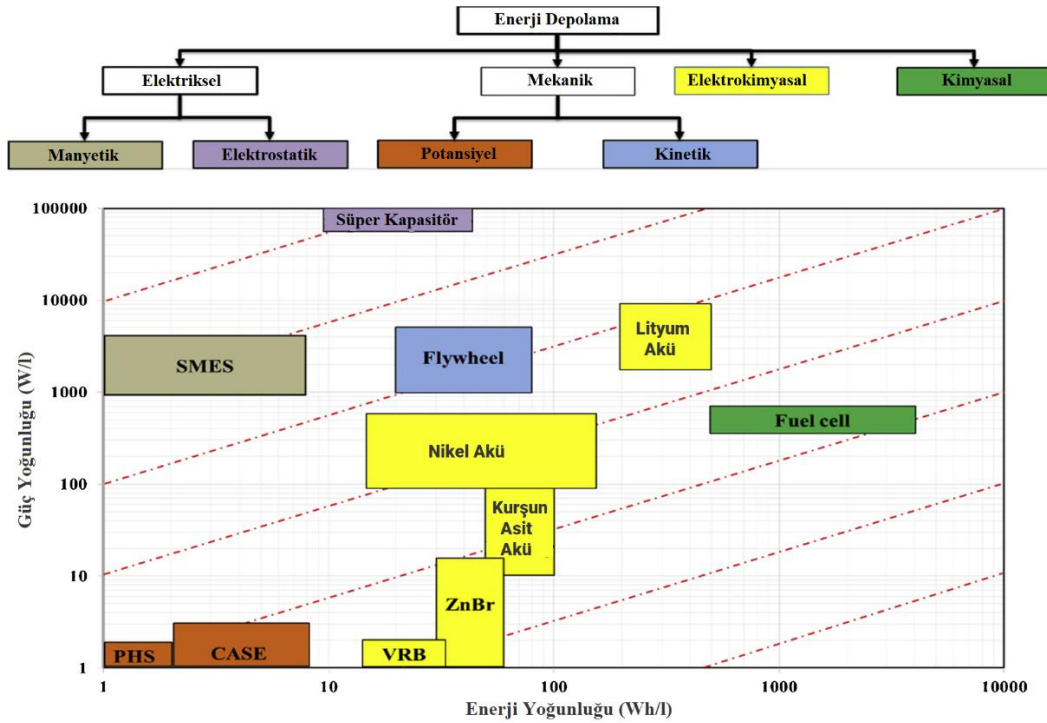 Enerji Depolama
Elektriksel
Mekanik
Elektrokimyasal
Kimyasal
Manyetik
Elektrostatik
Potansiyel
Kinetik
Güç Yoğunluğu (W/l)
100000
10000
1000
100
10
1
Süper Kapasitör
SMES
Flywheel
Lityum
Akü
Fuel cell
Nikel Akü
Kurşun
Asit
Akü
ZnBr
VRB
PHS
CASE
1
10
100
1000
10000
Enerji Yoğunluğu (Wh/l)